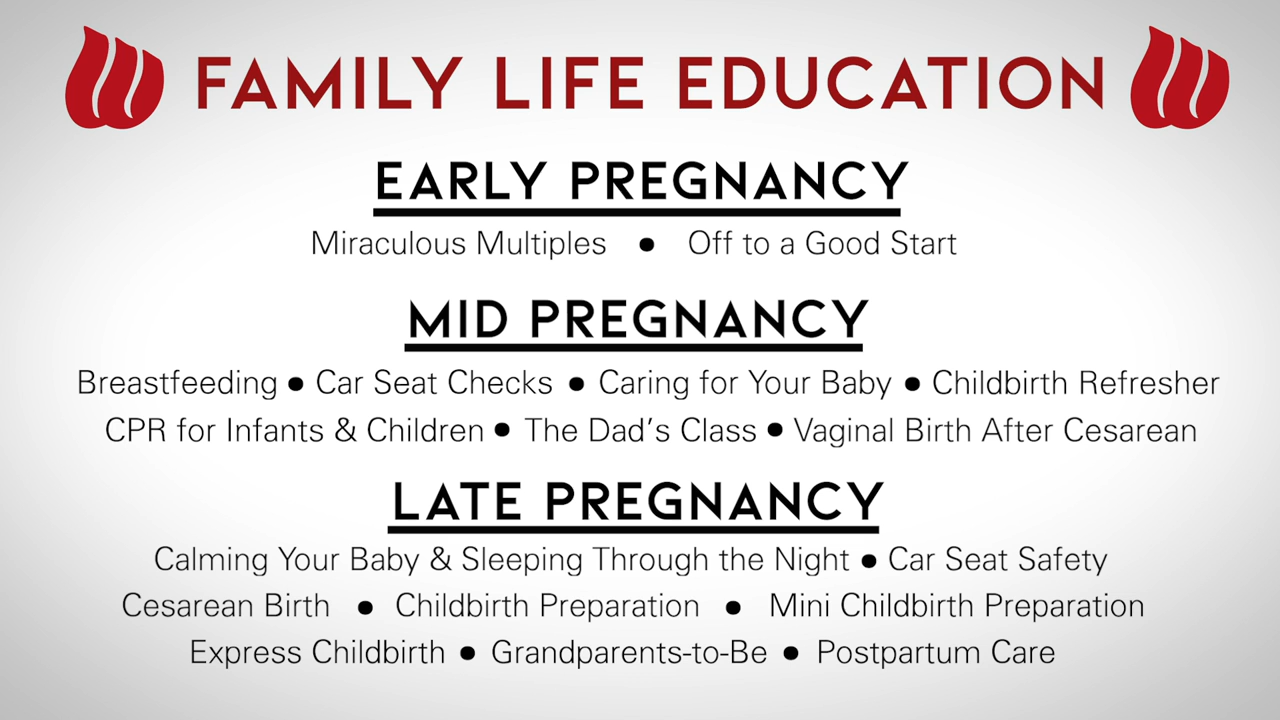 FAMILY LIFE EDUCATION
EARLY PREGNANCY
Miraculous Multiples ● Off to a Good Start
MID PREGNANCY
Breastfeeding ● Car Seat Checks ● Caring for Your Baby ● Childbirth Refresher
CPR for Infants & Children ● The Dad's Class ● Vaginal Birth After Cesarean
LATE PREGNANCY
Calming Your Baby & Sleeping Through the Night ● Car Seat Safety
Cesarean Birth ● Childbirth Preparation ● Mini Childbirth Preparation
Express Childbirth ● Grandparents-to-Be ● Postpartum Care